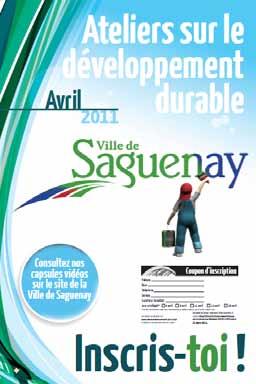 Ateliers sur le
développement
durable
Avril
2011
Ville de
Saguenay
Consultez nos
capsules vidéos
sur le site de la
Ville de Saguenay
Coupon d'inscription
Inscris-toi !